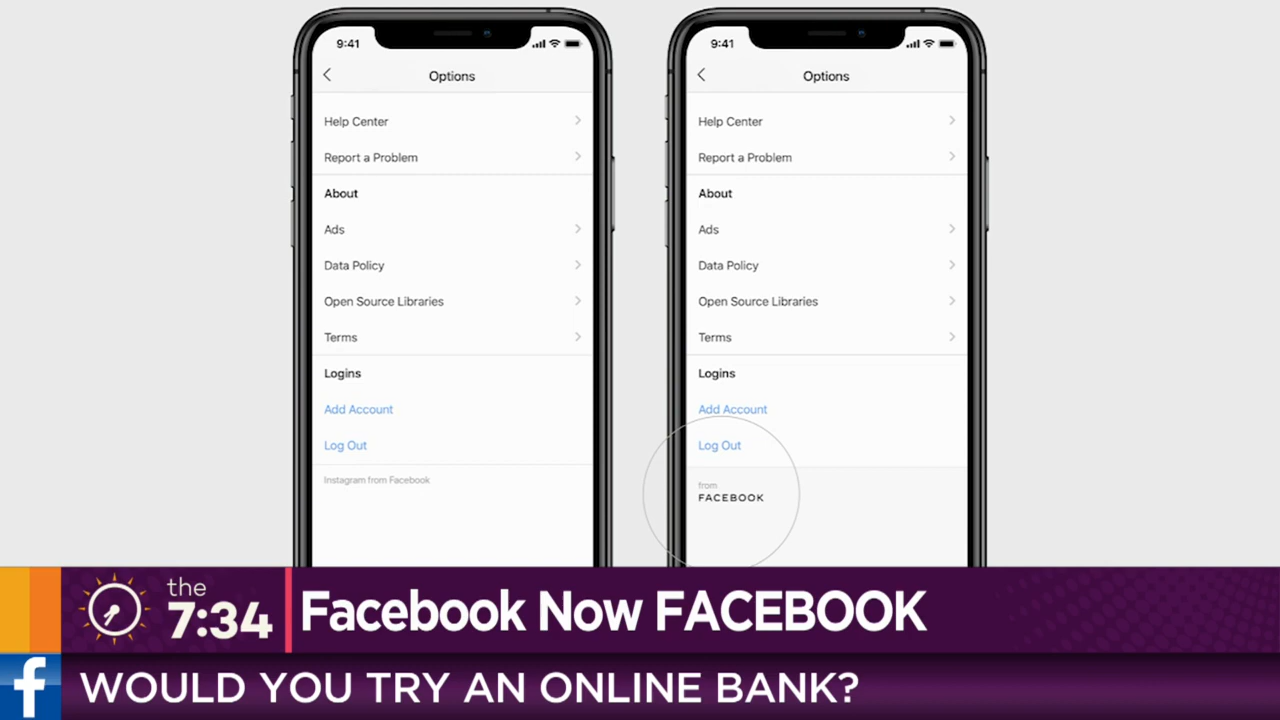 9:41
Options
Help Center
Report a Problem
About
Ads
Data Policy
Open Source Libraries
Terms
Logins
Add Account
Log Out
Instagram from Facebook
9:41
Options
Help Center
Report a Problem
About
Ads
Data Policy
Open Source Libraries
Terms
Logins
Add Account
Log Out
from
FACEBOOK
the
7:34
Facebook Now FACEBOOK
f
WOULD YOU TRY AN ONLINE BANK?